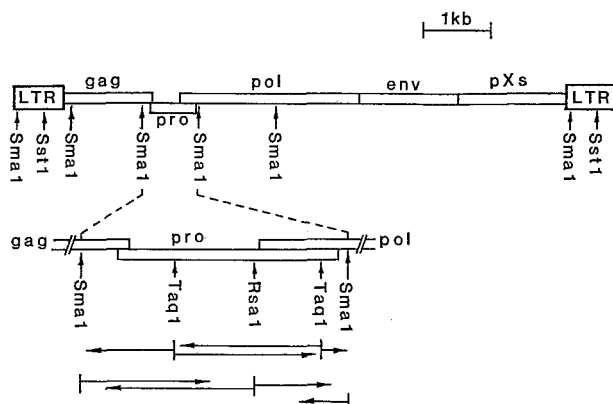 1kb
gag
pol
env
pXs
LTR
LTR
pro
Sma1
Sst1
Sma1
Sma1
Sma1
Sma1
Sma1
Sst1
gag
pro
pol
Sma1
Taq1
Rsa1
Taq1
Sma1